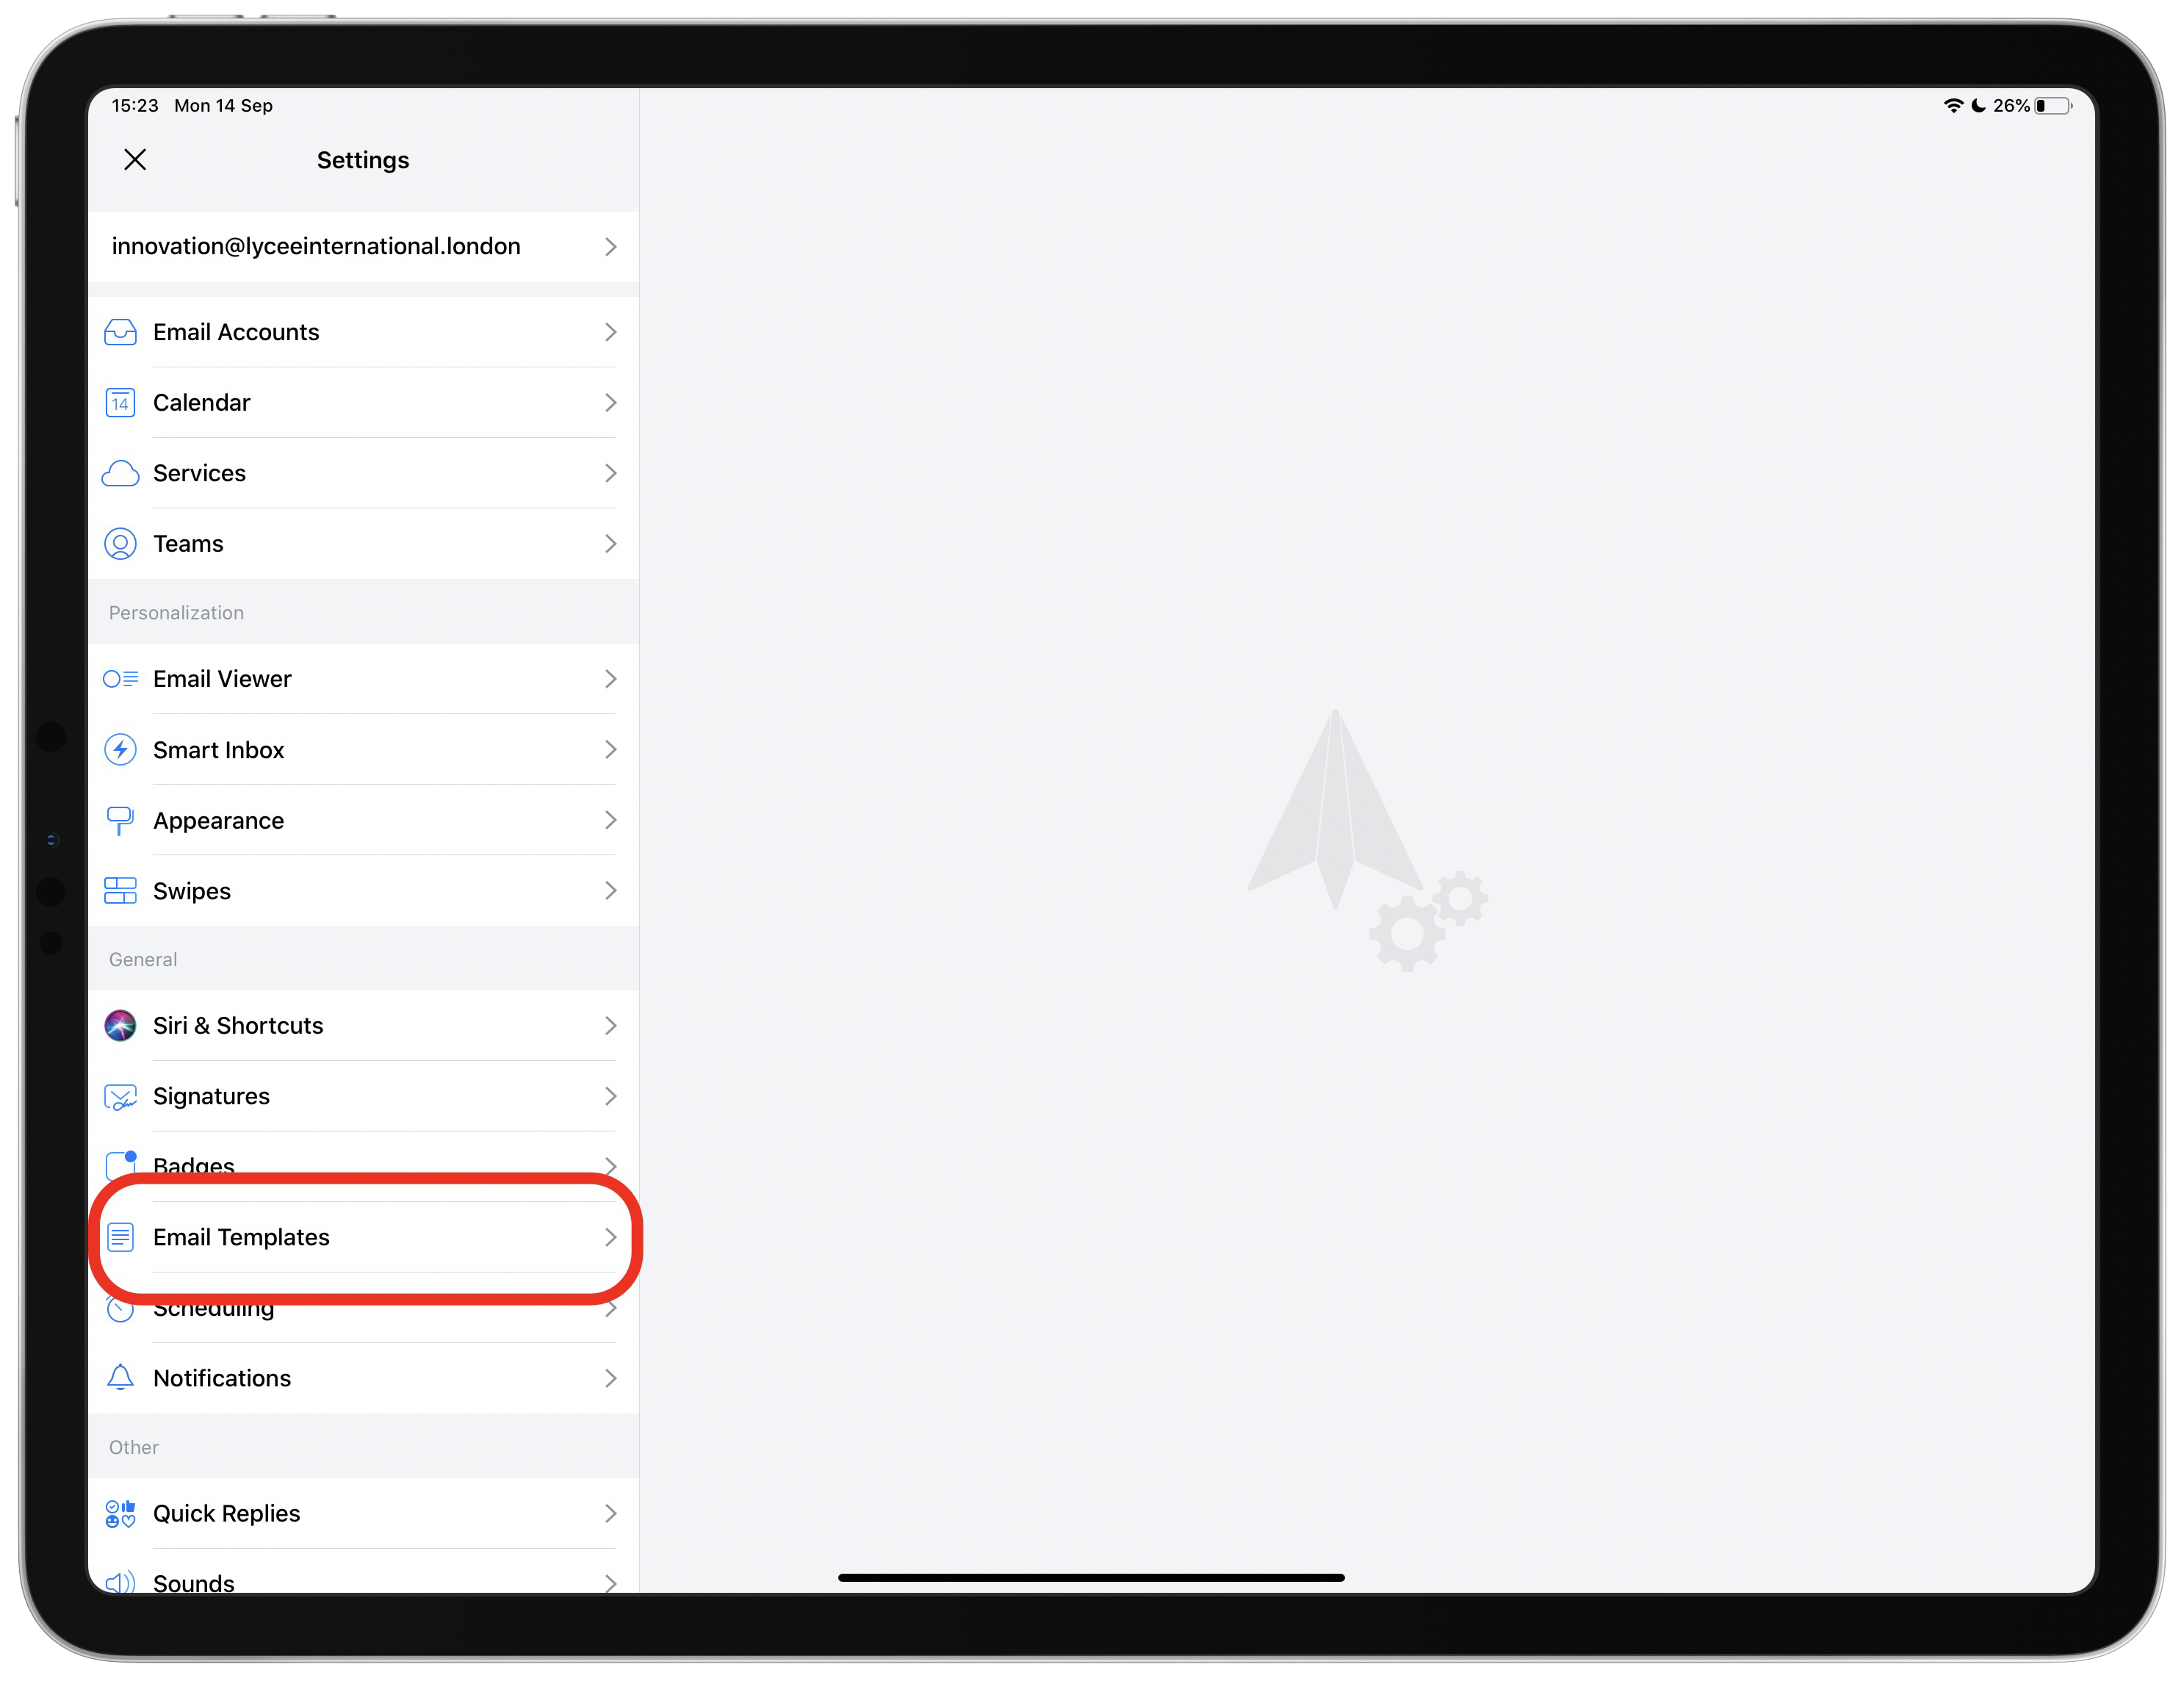 15:23 Mon 14 Sep
26%
Settings
innovation@lyceeinternational.london
Email Accounts
14
Calendar
Services
Teams
Personalization
Email Viewer
Smart Inbox
Appearance
Swipes
General
Siri & Shortcuts
Signatures
Badges
Email Templates
Scheduling
Notifications
Other
Quick Replies
Sounds